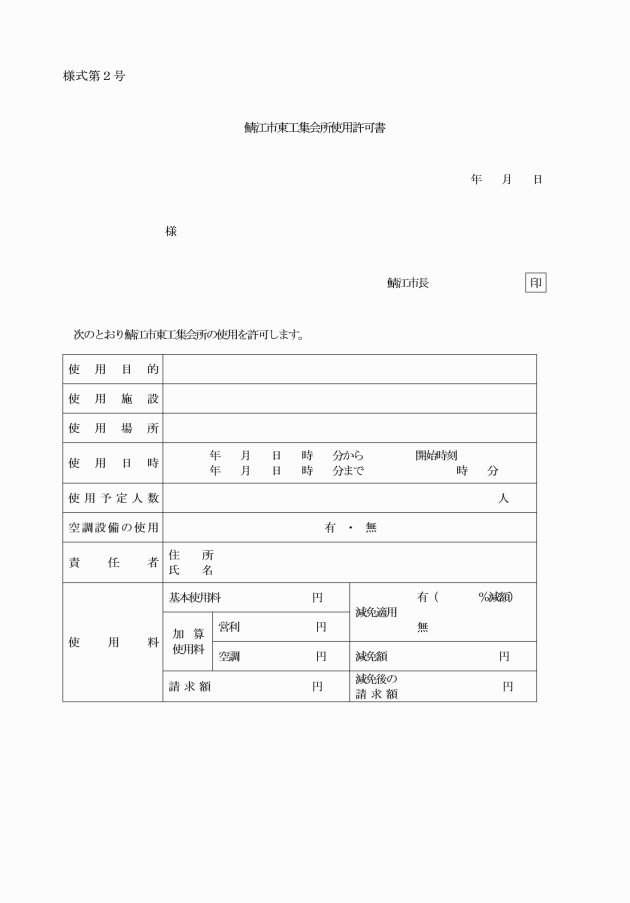 様式第２号
鯖江市東工集会所使用許可書
年　　月　　日
様
鯖江市長　　　　　　　　　印
次のとおり鯖江市東工集会所の使用を許可します。
使用目的
使用施設
使用場所
使用日時
年　　月　　日　　時　　分から　　　　　開始時刻
年　　月　　日　　時　　分まで　　　　　　　　　時　　分
使用予定人数　　人
空調設備の使用　　有　・　無
責任者
住　　所
氏　　名
使用料
基本使用料　　円
加　算
使用料
営利　　円
空調　　円
請求額　　円
減免適用
有（　　　　％減額）
無
減免額　　円
減免後の
請求額　　円